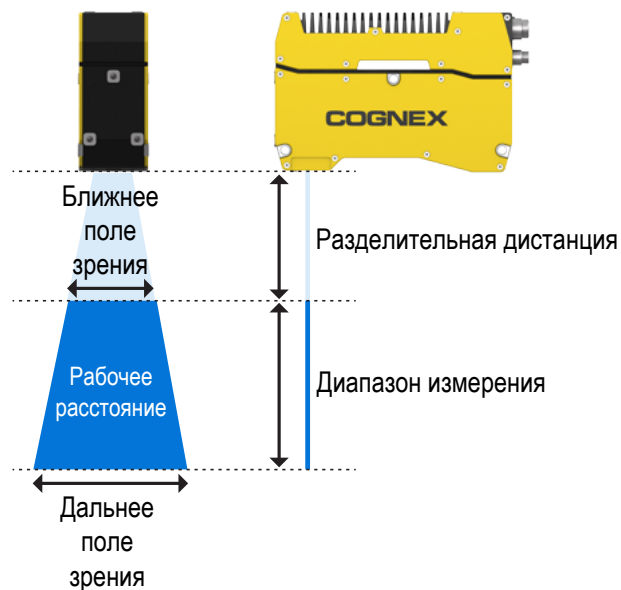 COGNEX
Ближнее
поле
зрения
Разделительная дистанция
Рабочее
расстояние
Диапазон измерения
Дальнее
поле
зрения